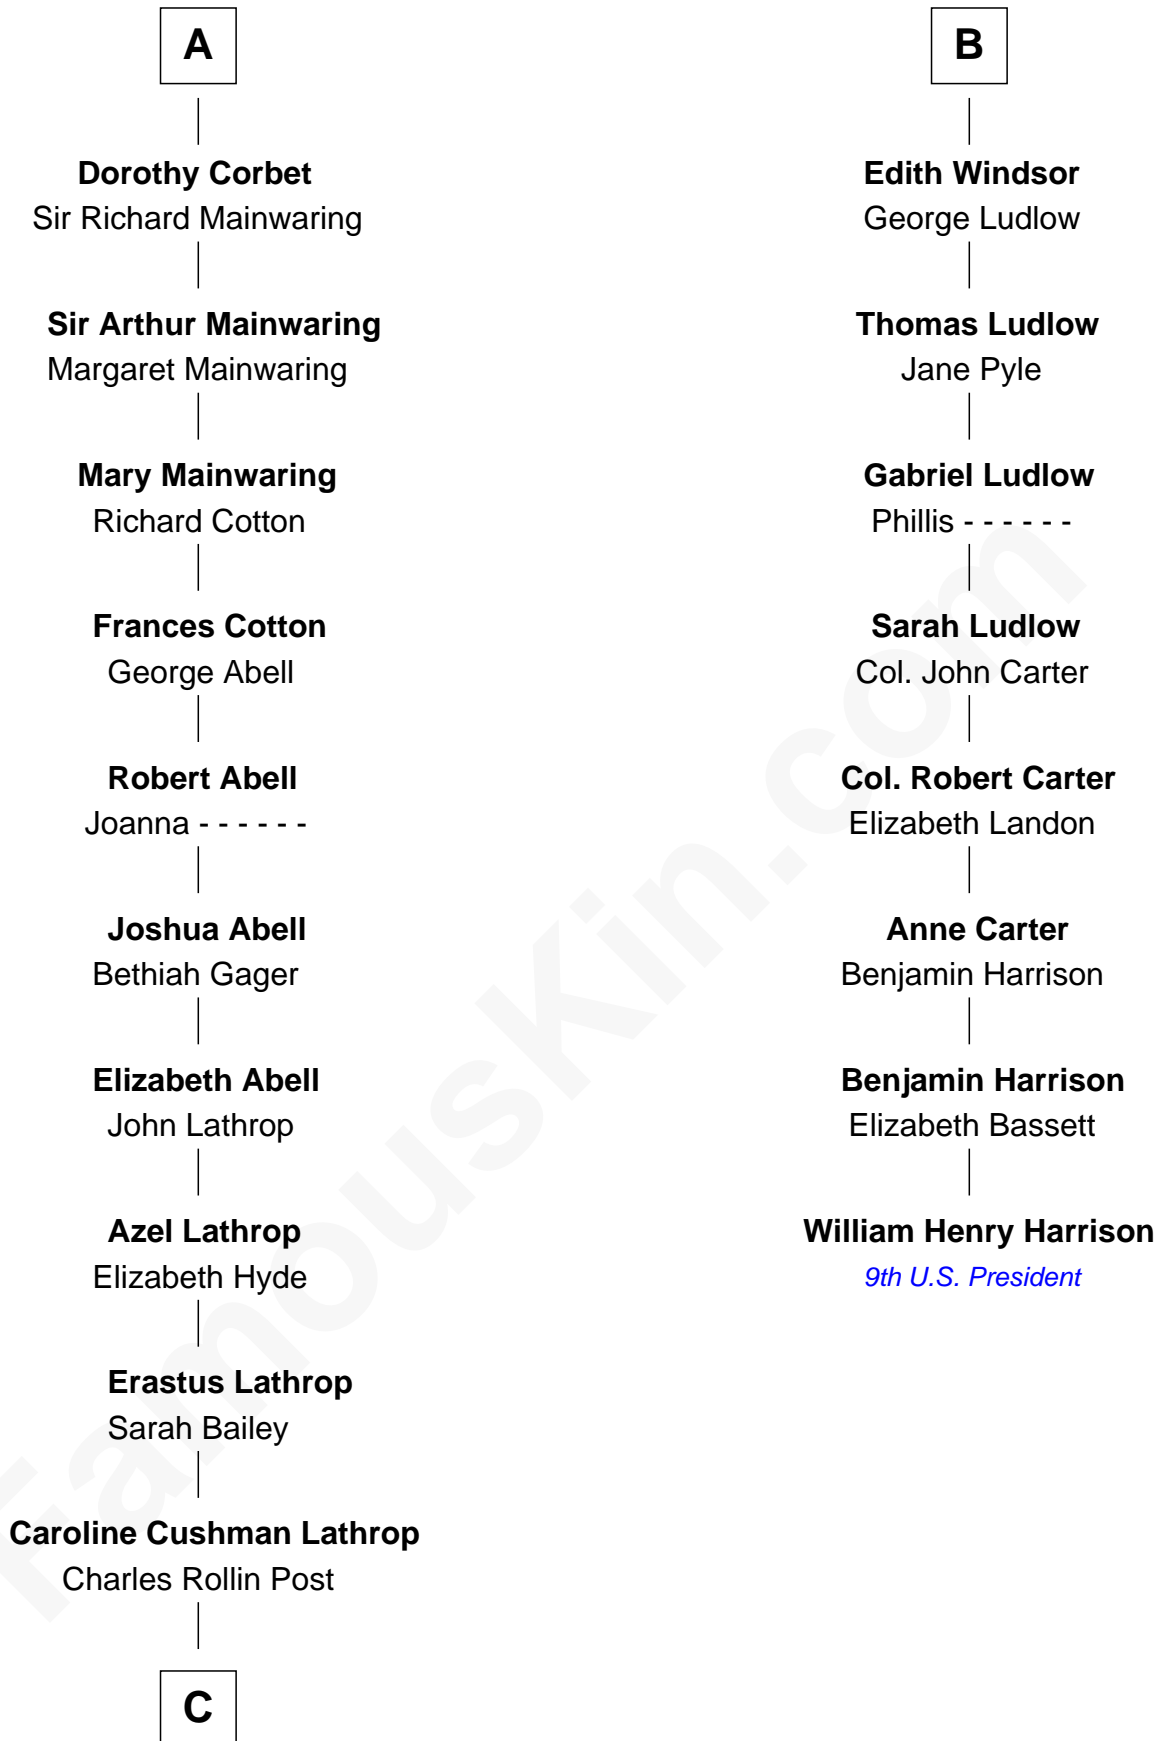 A
Dorothy Corbet
Sir Richard Mainwaring
Sir Arthur Mainwaring
Margaret Mainwaring
Mary Mainwaring
Richard Cotton
Frances Cotton
George Abell
Robert Abell
Joanna - - - - - -
Joshua Abell
Bethiah Gager
Elizabeth Abell
John Lathrop
Azel Lathrop
Elizabeth Hyde
Erastus Lathrop
Sarah Bailey
Caroline Cushman Lathrop
Charles Rollin Post
C
B
Edith Windsor
George Ludlow
Thomas Ludlow
Jane Pyle
Gabriel Ludlow
Phillis - - - - - -
Sarah Ludlow
Col. John Carter
Col. Robert Carter
Elizabeth Landon
Anne Carter
Benjamin Harrison
Benjamin Harrison
Elizabeth Bassett
William Henry Harrison
9th U.S. President
FamousKin.com